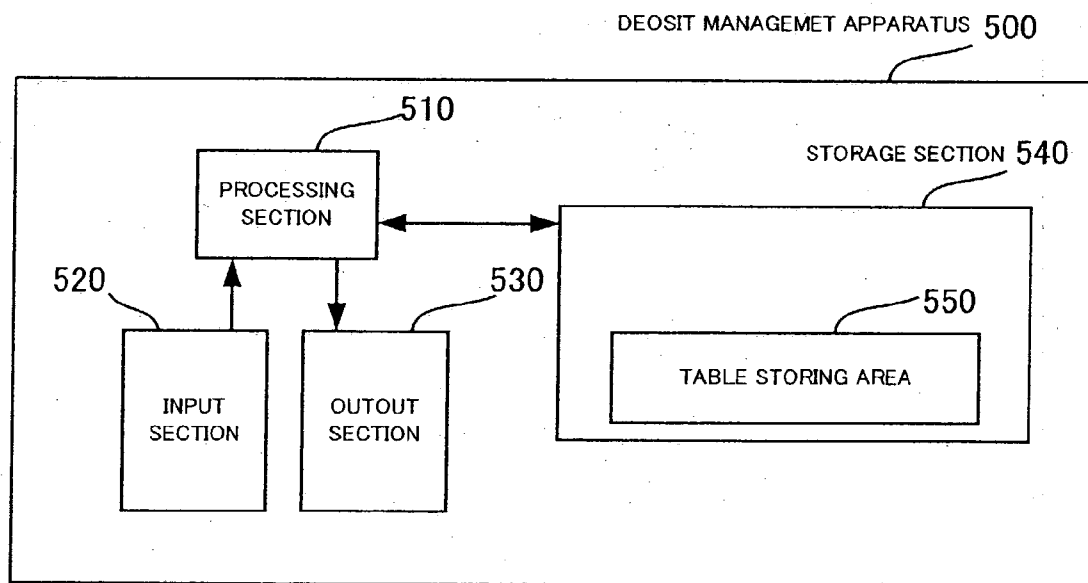 DEOSIT MANAGEMET APPARATUS 500
510
STORAGE SECTION 540
PROCESSING
SECTION
520
530
550
TABLE STORING AREA
INPUT
SECTION
OUTOUT
SECTION